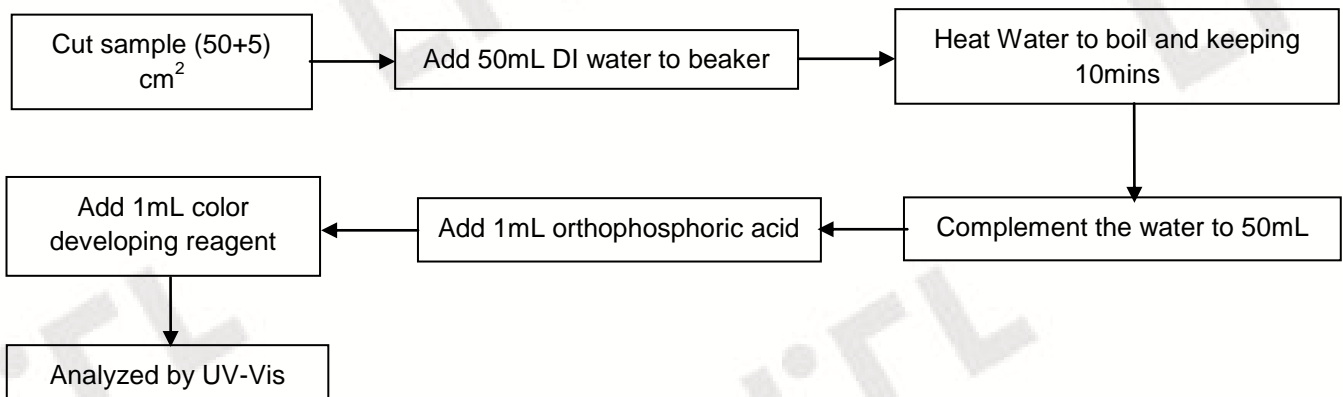 Cut sample (50+5)
cm²
Add 50mL DI water to beaker
Heat Water to boil and keeping
10mins
Complement the water to 50mL
Add 1mL orthophosphoric acid
Add 1mL color
developing reagent
Analyzed by UV-Vis